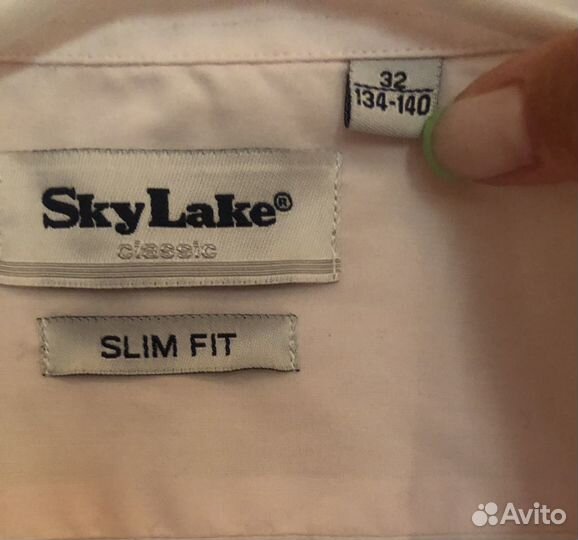 32
134-140
SkyLake®
classic
SLIM FIT
Avito